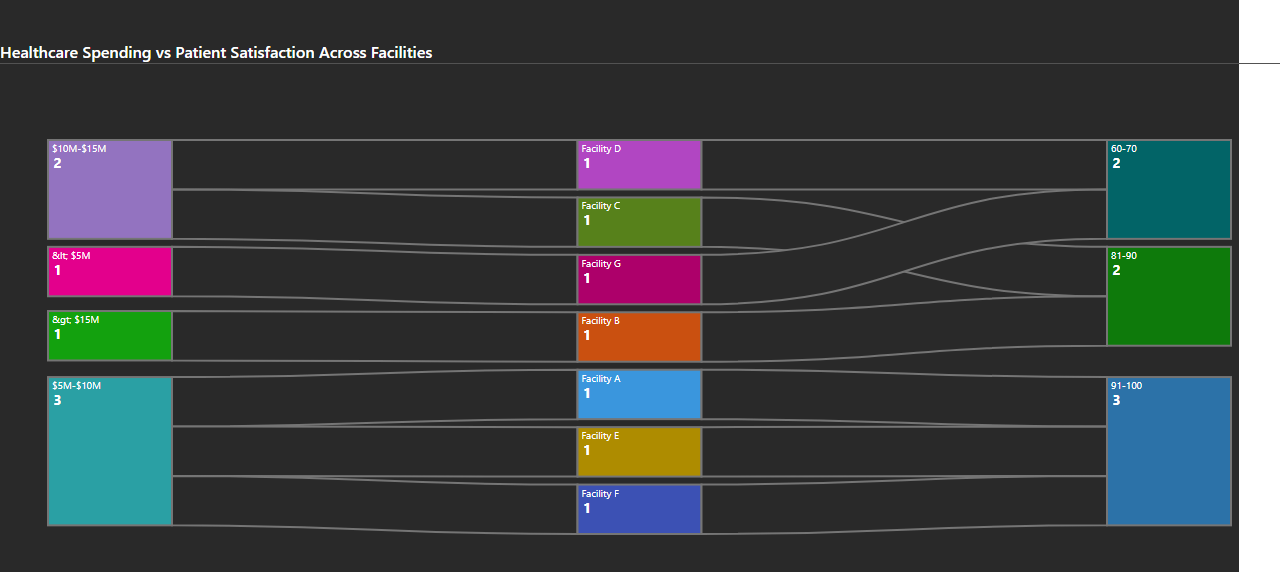 Healthcare Spending vs Patient Satisfaction Across Facilities
$10M-$15M
2
&lt; $5M
1
&gt; $15M
1
$5M-$10M
3
Facility D
1
Facility C
1
Facility G
1
Facility B
1
Facility A
1
Facility E
1
Facility F
1
60-70
2
81-90
2
91-100
3